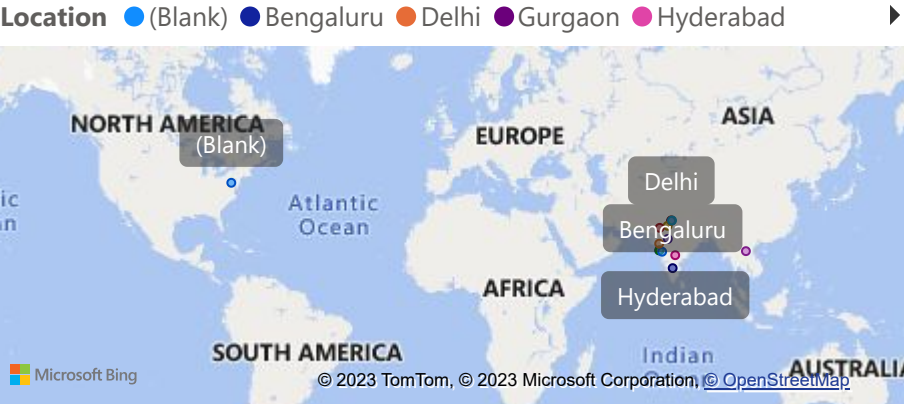 Location (Blank) Bengaluru Delhi Gurgaon Hyderabad
NORTH AMERICA
ASIA
EUROPE
(Blank)
Delhi
ic
n
Atlantic
Ocean
Bengaluru
AFRICA
Hyderabad
SOUTH AMERICA
Indian
AUSTRALIA
Microsoft Bing
© 2023 TomTom, © 2023 Microsoft Corporation, © OpenStreetMap